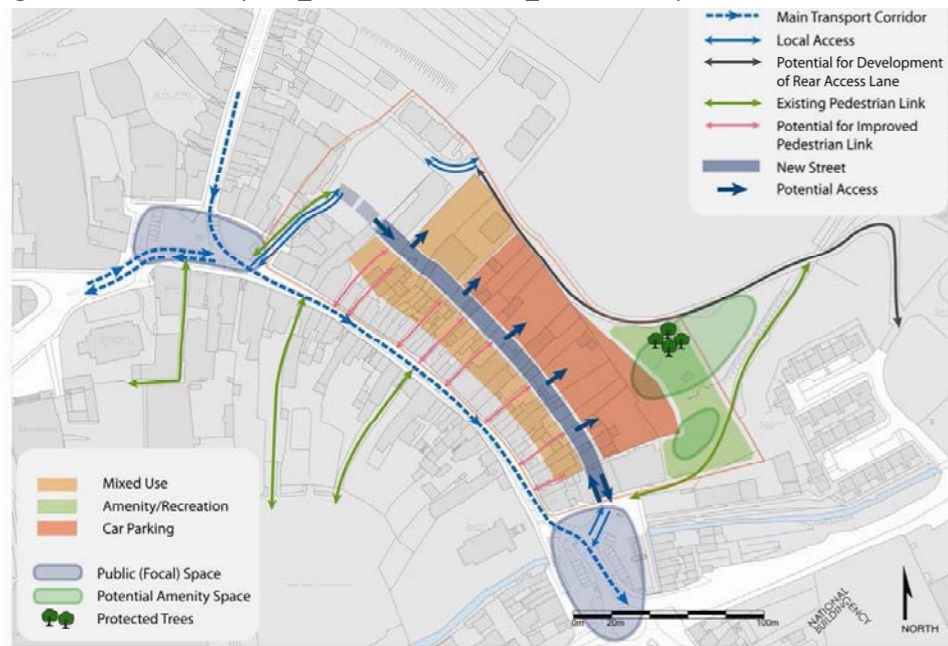 Main Transport Corridor
Local Access
Potential for Development
of Rear Access Lane
Existing Pedestrian Link
Potential for Improved
Pedestrian Link
New Street
Potential Access
Mixed Use
Amenity/Recreation
Car Parking
Public (Focal) Space
Potential Amenity Space
Protected Trees
0m
20m
100m
NATIONAL
BUILDING
AGENCY
NORTH